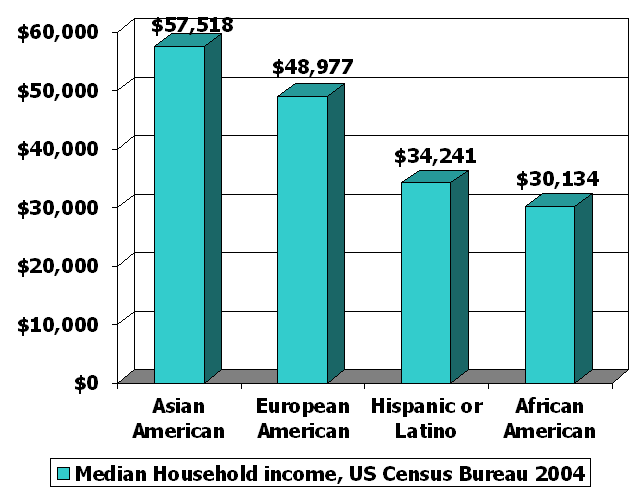 $60,000
$50,000
$40,000
$30,000
$20,000
$10,000
$0
$57,518
$48,977
$34,241
$30,134
Asian
American
European
American
Hispanic or
Latino
African
American
Median Household income, US Census Bureau 2004